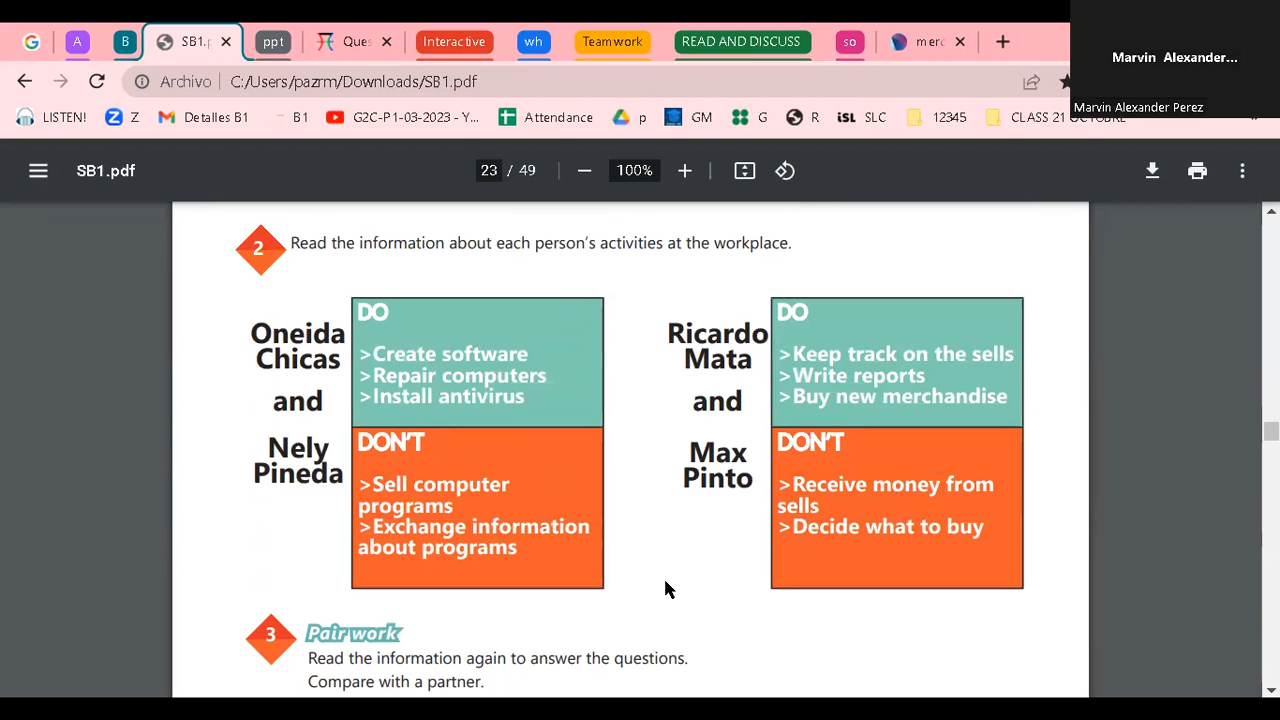 Marvin Alexander...
Marvin Alexander Perez
A
B
SB1.p
ppt
Ques
Interactive
wh
Teamwork
READ AND DISCUSS
so
merc
Archivo
C:/Users/pazrm/Downloads/SB1.pdf
LISTEN!
Z
Detalles B1
B1
G2C-P1-03-2023 - Y...
Attendance
p
GM
G
R
iSL SLC
12345
CLASS 21 OCTUBRE
SB1.pdf
23 / 49
100%
2
Read the information about each person's activities at the workplace.
Oneida
Chicas
and
Nely
Pineda
DO
>Create software
>Repair computers
>Install antivirus
DON'T
>Sell computer
programs
>Exchange information
about programs
Ricardo
Mata
and
Max
Pinto
DO
>Keep track on the sells
>Write reports
>Buy new merchandise
DON'T
>Receive money from
sells
>Decide what to buy
3
Pair work
Read the information again to answer the questions.
Compare with a partner.